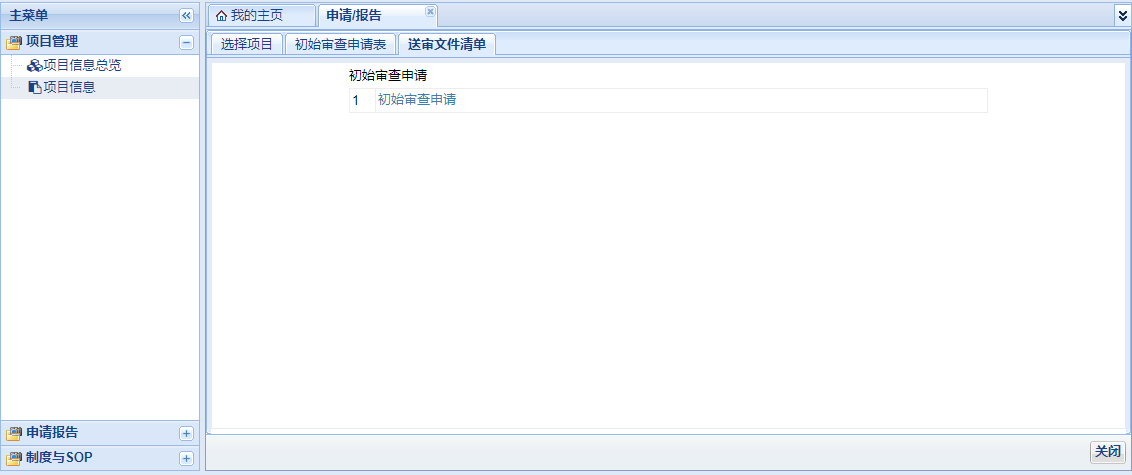 主菜单
项目管理
项目信息总览
项目信息
申请报告
制度与SOP
我的主页
申请/报告
选择项目
初始审查申请表
送审文件清单
初始审查申请
1 初始审查申请
关闭